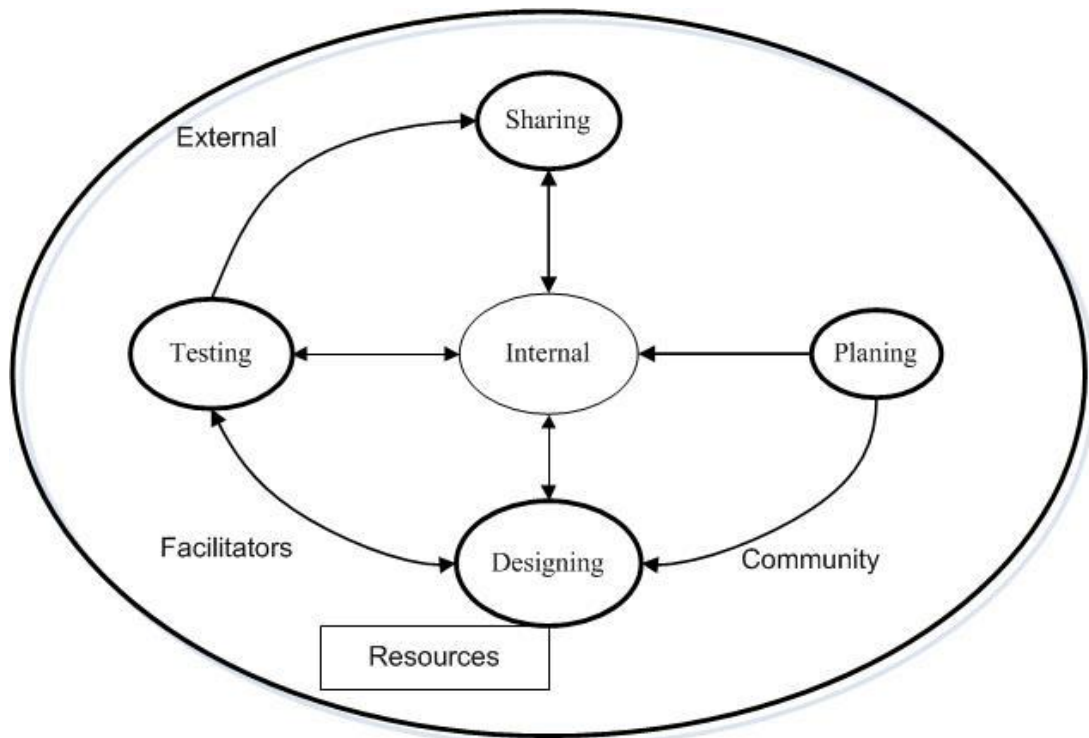 Sharing
External
Testing
Internal
Planing
Facilitators
Designing
Community
Resources